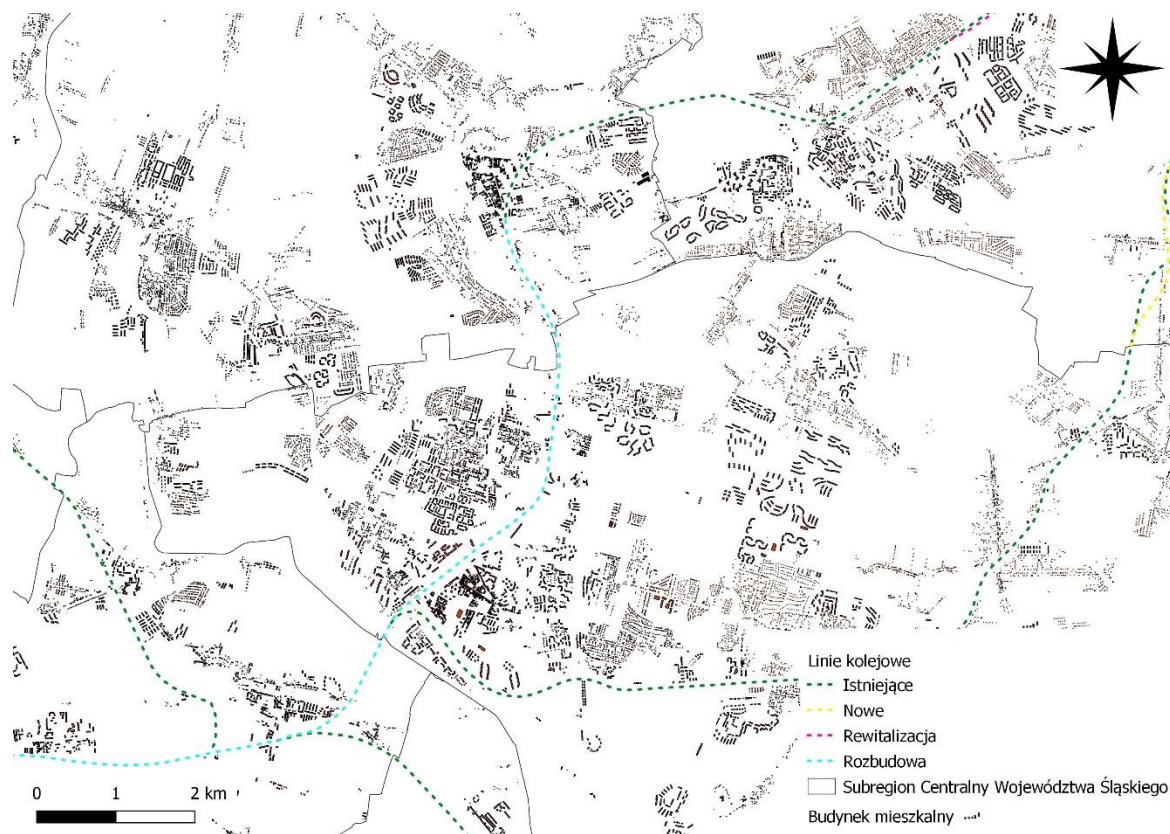 Linie kolejowe
Istniejące
Nowe
Rewitalizacja
Rozbudowa
Subregion Centralny Województwa Śląskiego
Budynek mieszkalny
0 1 2 km